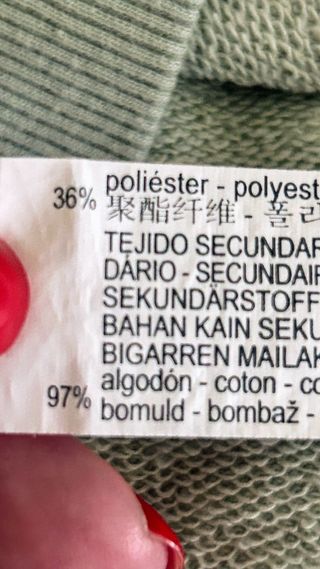 36% poliéster - polyest
聚酯纤维 - 폴리
TEJIDO SECUNDAR
DÁRIO - SECUNDAIR
SEKUNDÄRSTOFF
BAHAN KAIN SEKU
BIGARREN MAILAK
97% algodón - coton - co
bomuld - bombaž -